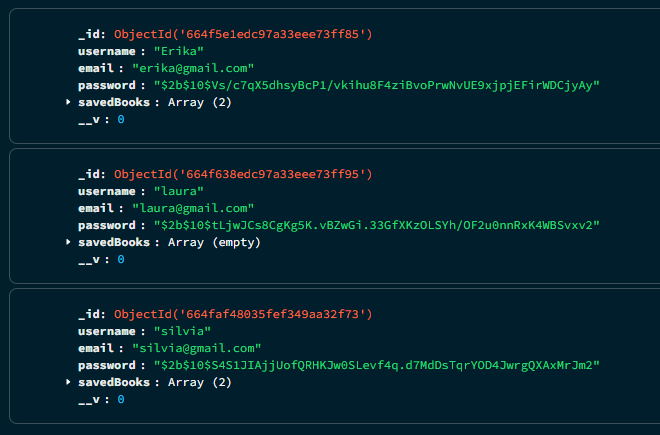 _id: ObjectId('664f5e1edc97a33eee73ff85')
username : "Erika"
email : "erika@gmail.com"
password : "$2b$10$Vs/c7qX5dhsyBcP1/vkihu8F4ziBvoPrwNvUE9xjpjEFirWDCjyAy"
savedBooks : Array (2)
__v : 0
_id: ObjectId('664f638edc97a33eee73ff95')
username : "laura"
email : "laura@gmail.com"
password : "$2b$10$tLjwJCs8CgKg5K.vBZwGi.33GfXKzOLSYh/OF2u0nnRxK4WBSvxv2"
savedBooks : Array (empty)
__v : 0
_id: ObjectId('664faf48035fef349aa32f73')
username : "silvia"
email : "silvia@gmail.com"
password : "$2b$10$S4S1JIAjjUofQRHKJw0SLevf4q.d7MdDsTqrYOD4JwrgQXAxMrJm2"
savedBooks : Array (2)
__v : 0